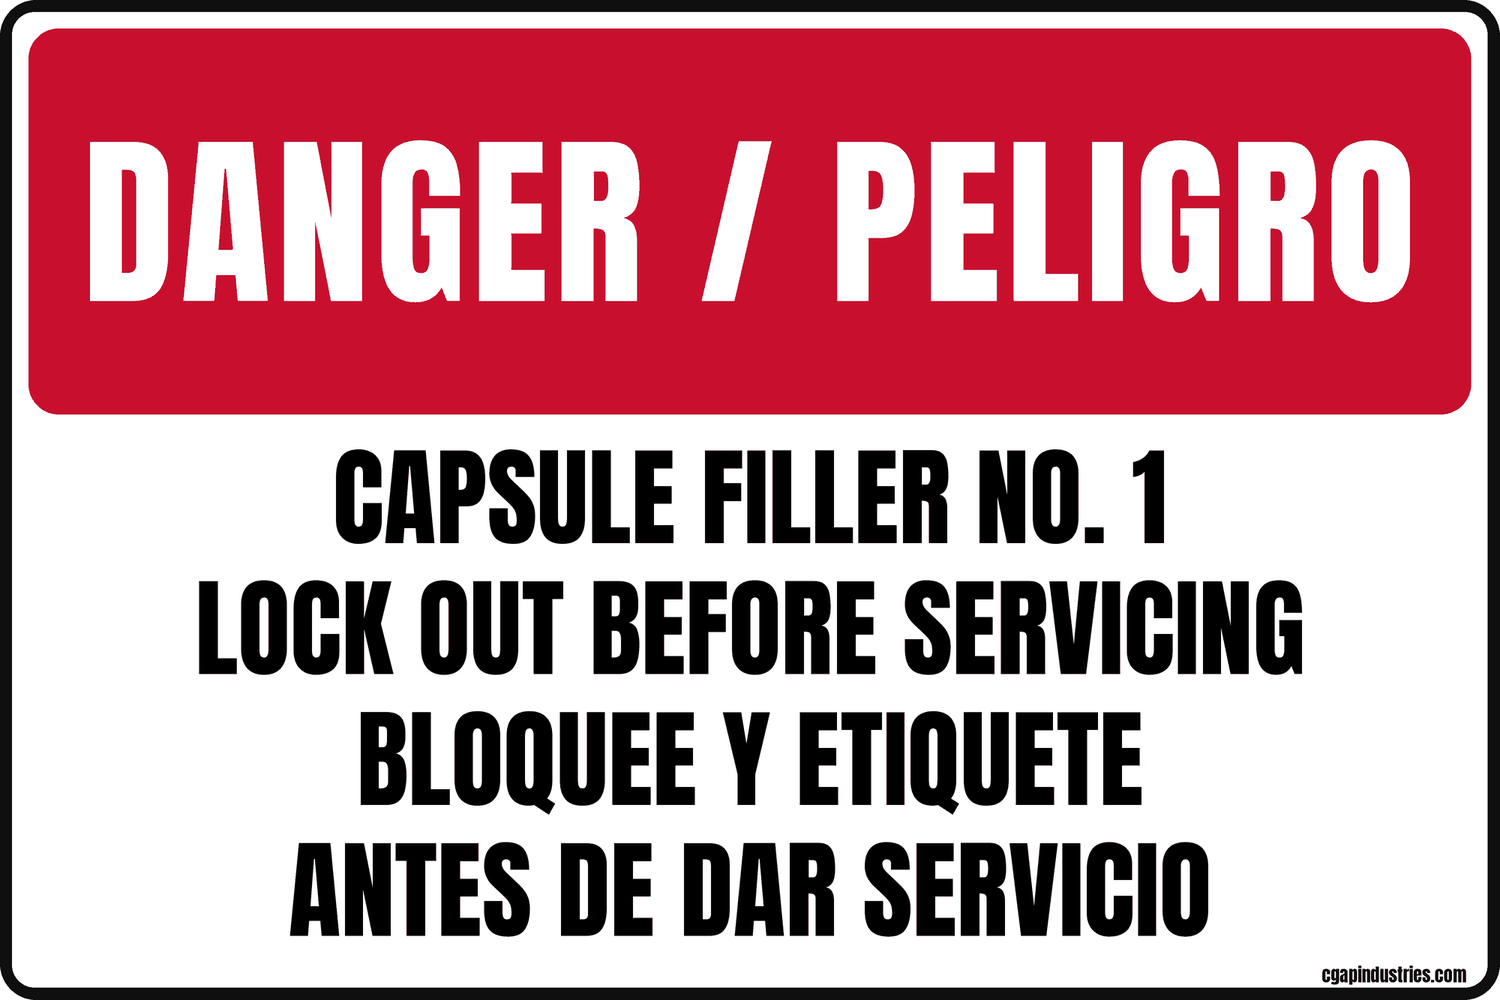 DANGER / PELIGRO
CAPSULE FILLER NO. 1
LOCK OUT BEFORE SERVICING
BLOQUEE Y ETIQUETE
ANTES DE DAR SERVICIO
cgapindustries.com